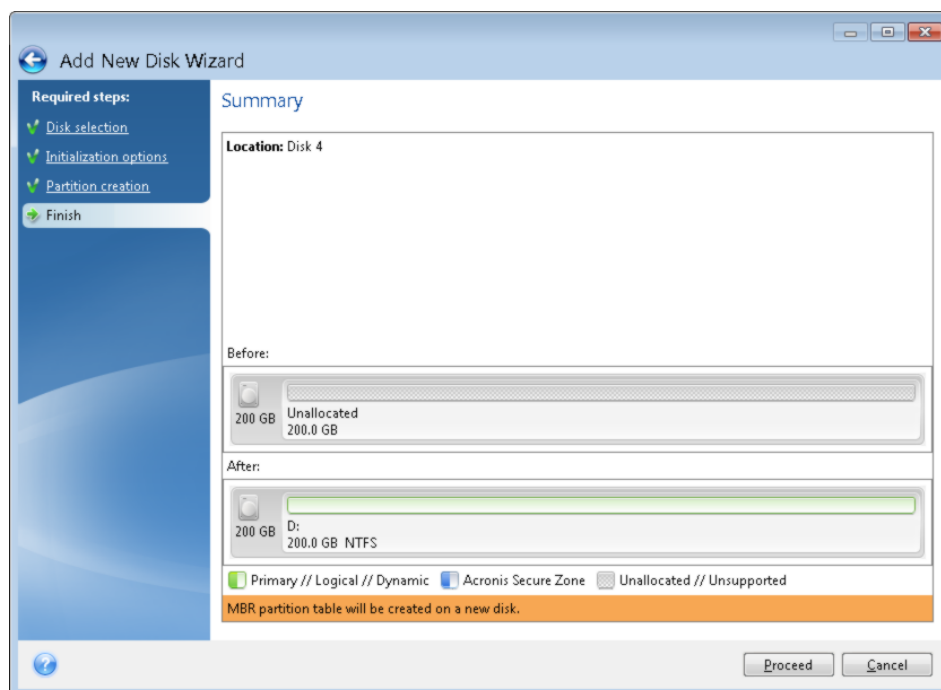 Add New Disk Wizard
Required steps:
Disk selection
Initialization options
Partition creation
Finish
Summary
Location: Disk 4
Before:
200 GB
Unallocated
200.0 GB
After:
200 GB
D:
200.0 GB NTFS
Primary // Logical // Dynamic Acronis Secure Zone Unallocated // Unsupported
MBR partition table will be created on a new disk.
Proceed Cancel